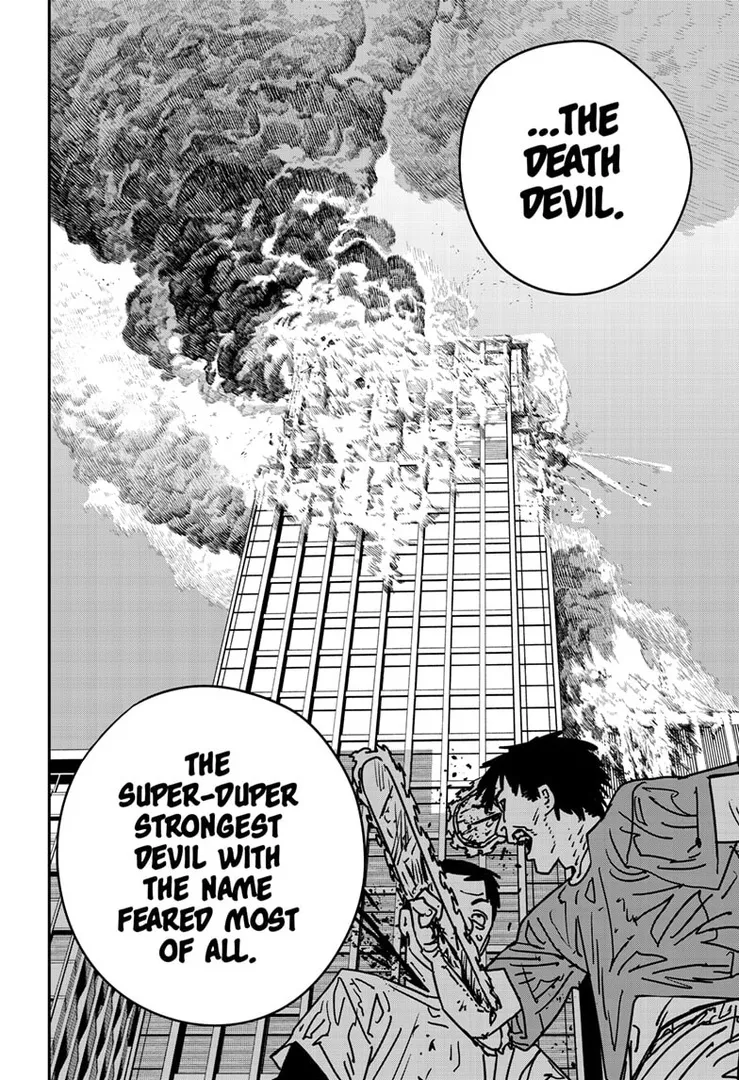 ...THE
DEATH
DEVIL.
THE
SUPER-DUPER
STRONGEST
DEVIL WITH
THE NAME
FEARED MOST
OF ALL.